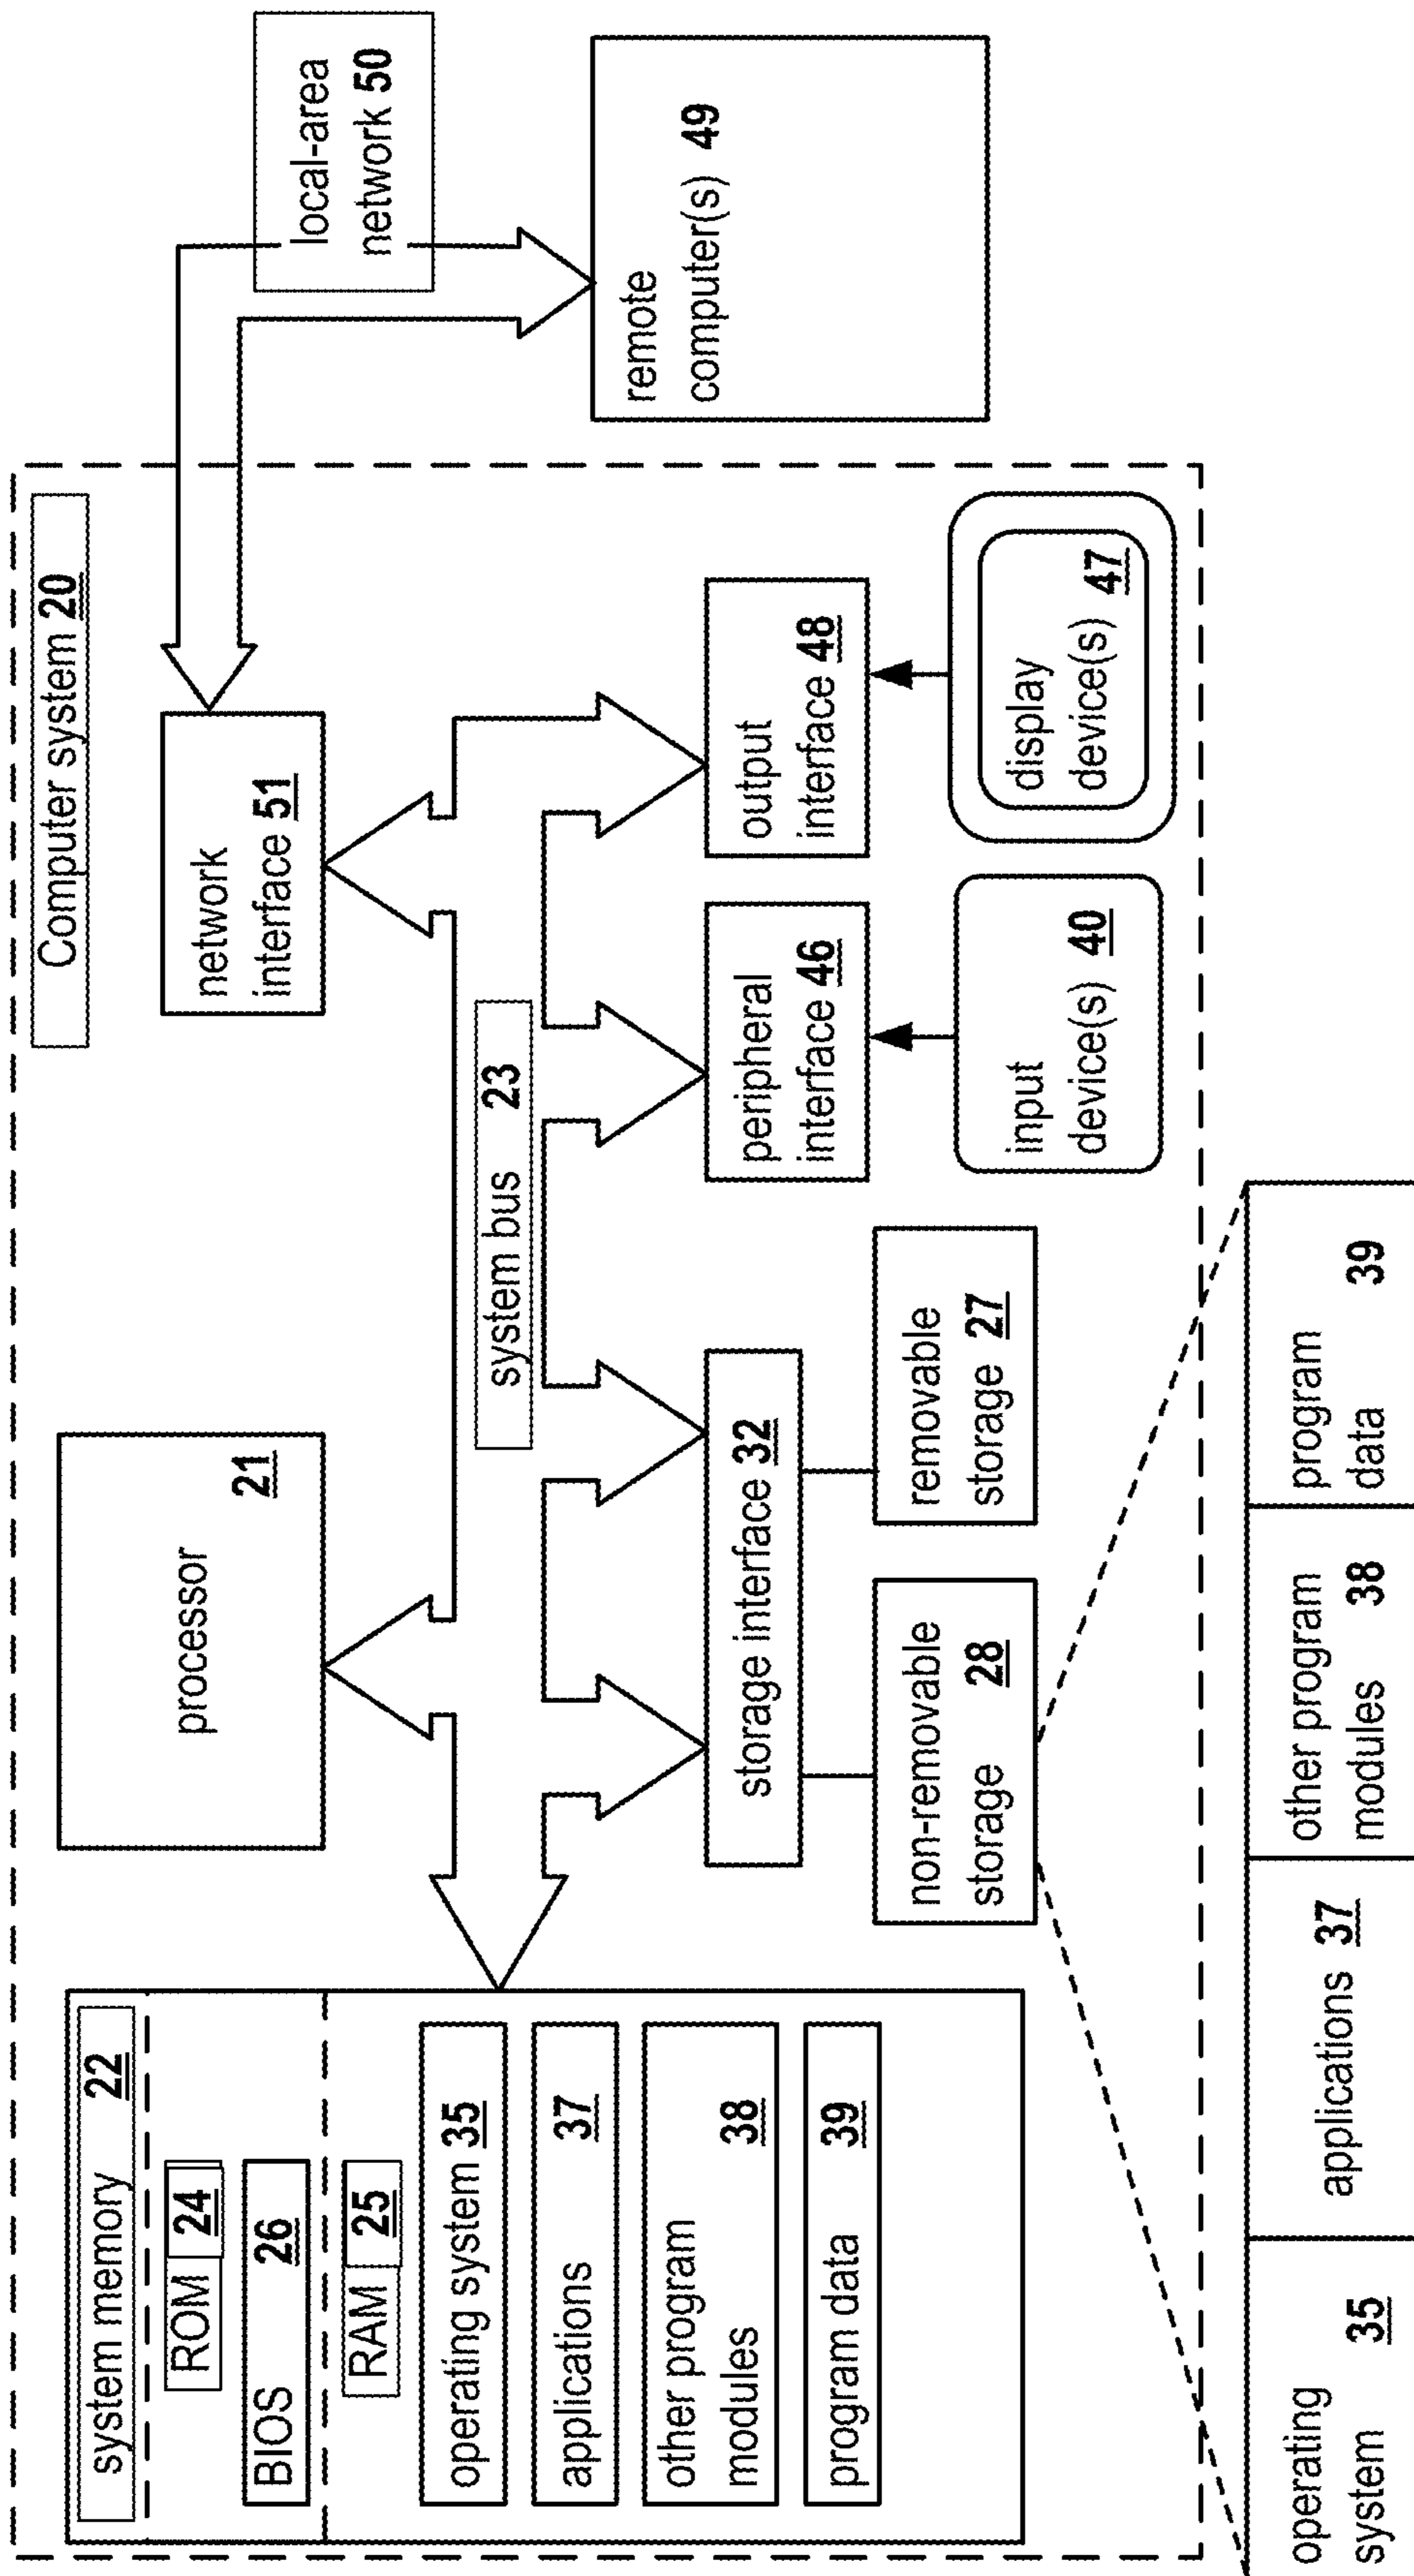 Computer system 20
system memory 22
ROM 24
BIOS 26
RAM 25
operating system 35
applications 37
other program
modules 38
program data 39
processor 21
network
interface 51
local-area
network 50
system bus 23
storage interface 32
peripheral
interface 46
output
interface 48
remote
computer(s) 49
non-removable
storage 28
removable
storage 27
input
device(s) 40
display
device(s) 47
operating
system 35
applications 37
other program
modules 38
program
data 39